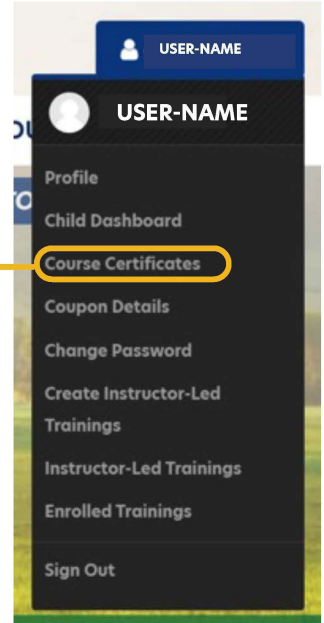 USER-NAME
USER-NAME
Profile
Child Dashboard
Course Certificates
Coupon Details
Change Password
Create Instructor-Led
Trainings
Instructor-Led Trainings
Enrolled Trainings
Sign Out